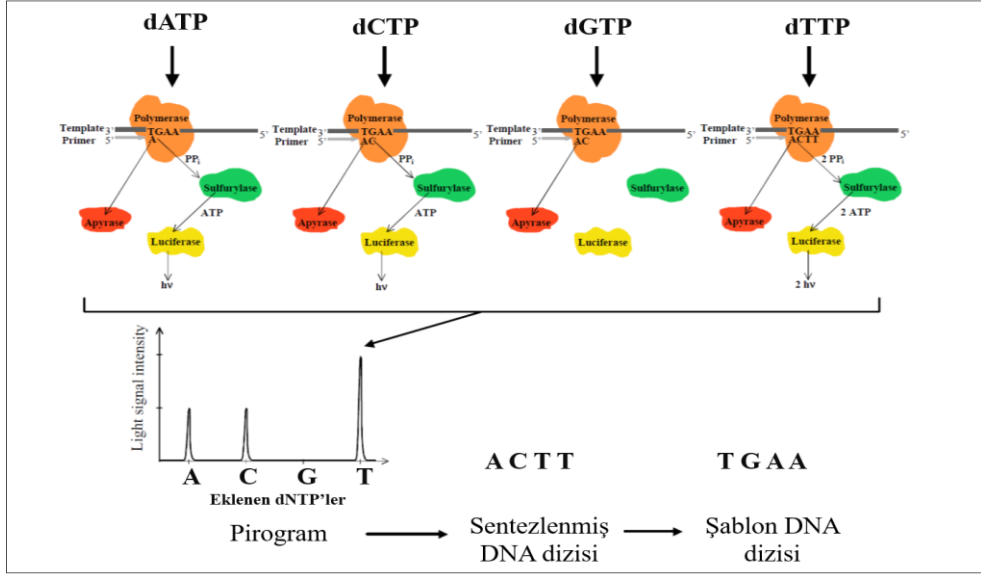 dATP
dCTP
dGTP
dTTP
Polymerase
Template 3' TGAA 5'
Primer 5' A
PPi
Sulfurylase
ATP
Apyrase
Luciferase
hν
Polymerase
Template 3' TGAA 5'
Primer 5' AC
PPi
Sulfurylase
ATP
Apyrase
Luciferase
hν
Polymerase
Template 3' TGAA 5'
Primer 5' AC
Sulfurylase
Apyrase
Luciferase
Polymerase
Template 3' TGAA 5'
Primer 5' ACTT
2 PPi
Sulfurylase
2 ATP
Apyrase
Luciferase
2 hν
Light signal intensity
A C G T
Eklenen dNTP’ler
A C T T
T G A A
Pirogram
Sentezlenmiş
DNA dizisi
Şablon DNA
dizisi